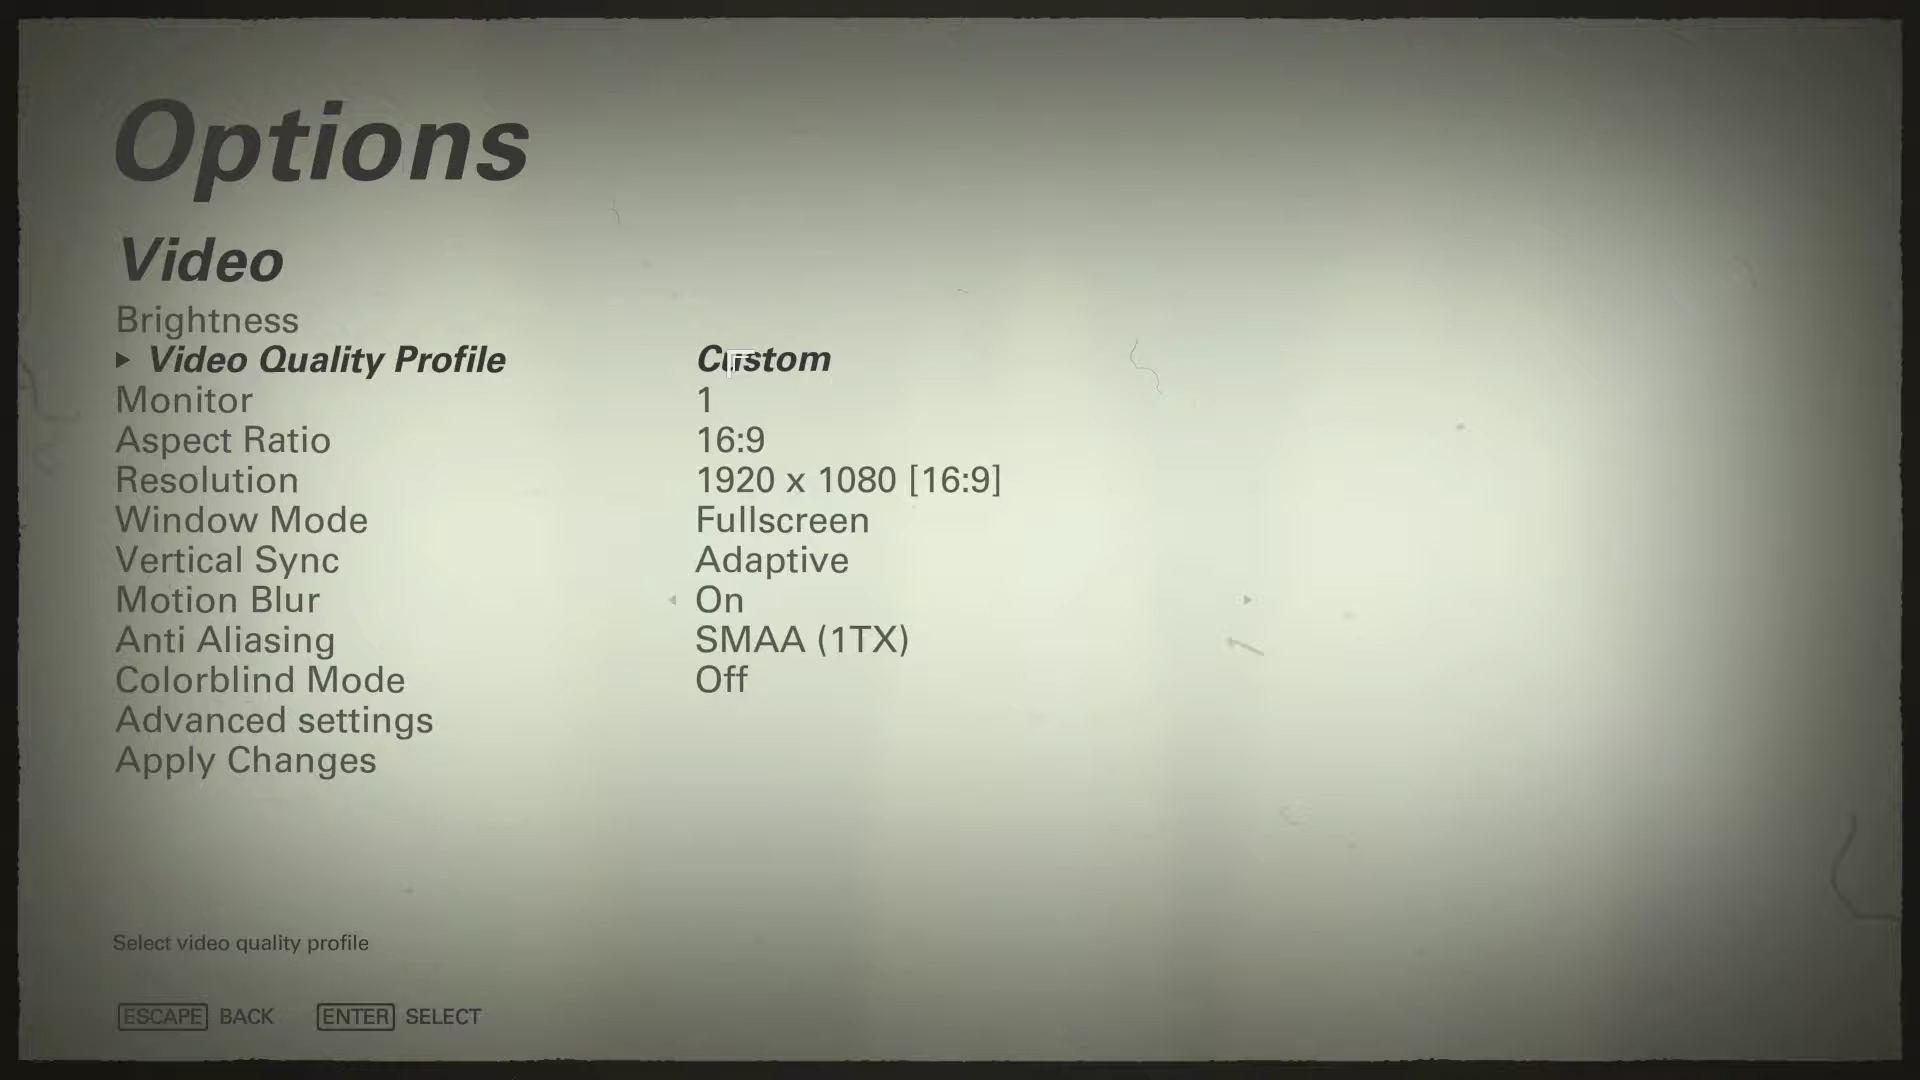 Options
Video
Brightness
Video Quality Profile Custom
Monitor 1
Aspect Ratio 16:9
Resolution 1920 x 1080 [16:9]
Window Mode Fullscreen
Vertical Sync Adaptive
Motion Blur On
Anti Aliasing SMAA (1TX)
Colorblind Mode Off
Advanced settings
Apply Changes
Select video quality profile
ESCAPE BACK ENTER SELECT